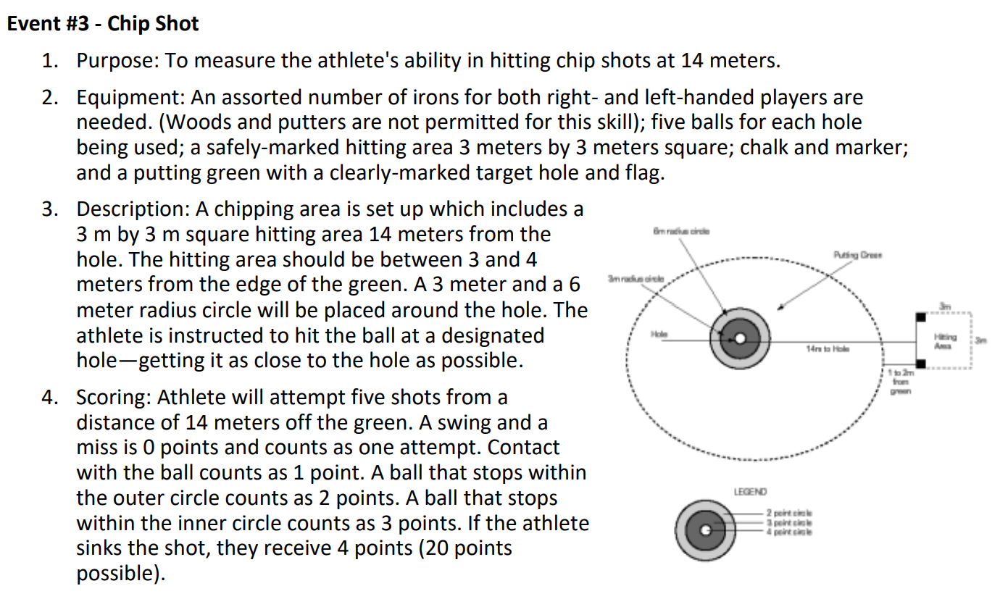 Event #3 - Chip Shot
1. Purpose: To measure the athlete's ability in hitting chip shots at 14 meters.
2. Equipment: An assorted number of irons for both right- and left-handed players are
needed. (Woods and putters are not permitted for this skill); five balls for each hole
being used; a safely-marked hitting area 3 meters by 3 meters square; chalk and marker;
and a putting green with a clearly-marked target hole and flag.
3. Description: A chipping area is set up which includes a
3 m by 3 m square hitting area 14 meters from the
hole. The hitting area should be between 3 and 4
meters from the edge of the green. A 3 meter and a 6
meter radius circle will be placed around the hole. The
athlete is instructed to hit the ball at a designated
hole—getting it as close to the hole as possible.
4. Scoring: Athlete will attempt five shots from a
distance of 14 meters off the green. A swing and a
miss is 0 points and counts as one attempt. Contact
with the ball counts as 1 point. A ball that stops within
the outer circle counts as 2 points. A ball that stops
within the inner circle counts as 3 points. If the athlete
sinks the shot, they receive 4 points (20 points
possible).
6m radius circle
Putting Green
3m radius circle
3m
Hole
Hitting
Area
3m
14m to Hole
1 to 2m
from
green
LEGEND
2 point circle
3 point circle
4 point circle